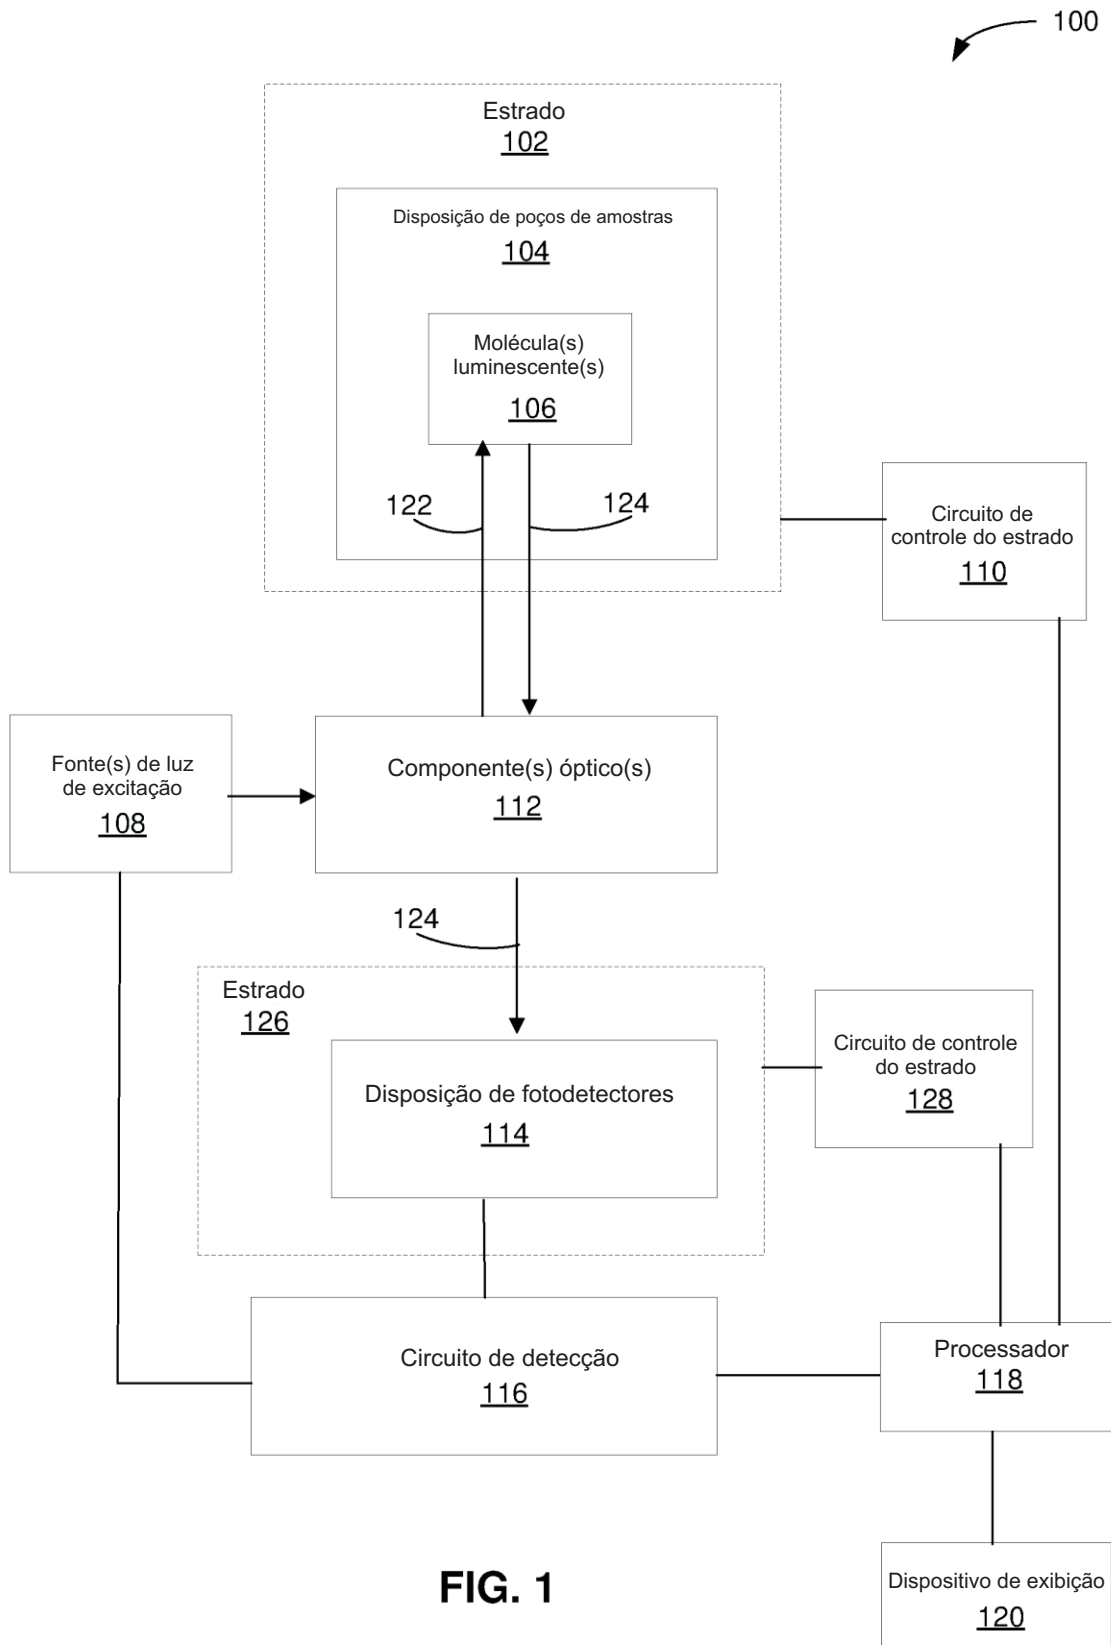 100
Estrado
102
Disposição de poços de amostras
104
Molécula(s)
luminescente(s)
106
122
124
Circuito de
controle do estrado
110
Fonte(s) de luz
de excitação
108
Componente(s) óptico(s)
112
124
Estrado
126
Disposição de fotodetectores
114
Circuito de controle
do estrado
128
Circuito de detecção
116
Processador
118
Dispositivo de exibição
120
FIG. 1